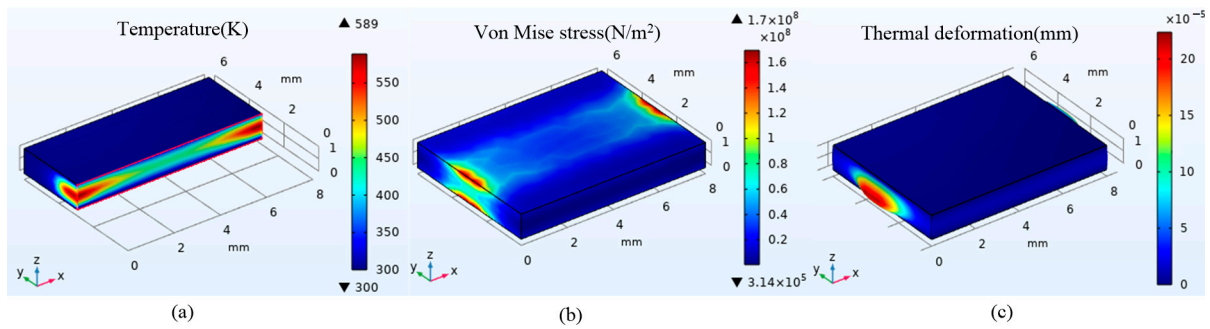 Temperature(K)
▲ 589
550
500
450
400
350
300
▼ 300
6
4
mm
2
0
0
1
8
6
4
mm
2
0
z
y
x
(a)
Von Mise stress(N/m²)
▲ 1.7×10⁸
×10⁸
1.6
1.4
1.2
1
0.8
0.6
0.4
0.2
▼ 3.14×10⁵
6
4
mm
2
0
0
1
8
6
4
mm
2
0
z
y
x
(b)
Thermal deformation(mm)
×10⁻⁵
20
15
10
5
0
6
4
mm
2
0
0
1
8
6
4
mm
2
0
z
y
x
(c)